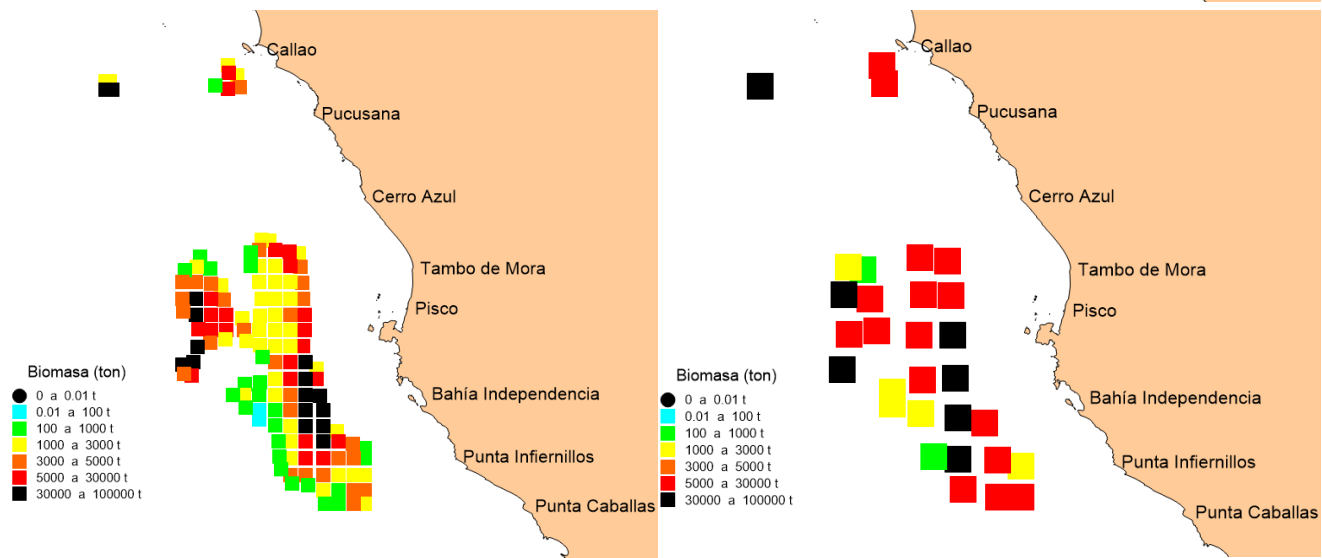 Callao
Pucusana
Cerro Azul
Tambo de Mora
Pisco
Bahía Independencia
Punta Infiernillos
Punta Caballas
Biomasa (ton)
0 a 0.01 t
0.01 a 100 t
100 a 1000 t
1000 a 3000 t
3000 a 5000 t
5000 a 30000 t
30000 a 100000 t
Callao
Pucusana
Cerro Azul
Tambo de Mora
Pisco
Bahía Independencia
Punta Infiernillos
Punta Caballas
Biomasa (ton)
0 a 0.01 t
0.01 a 100 t
100 a 1000 t
1000 a 3000 t
3000 a 5000 t
5000 a 30000 t
30000 a 100000 t